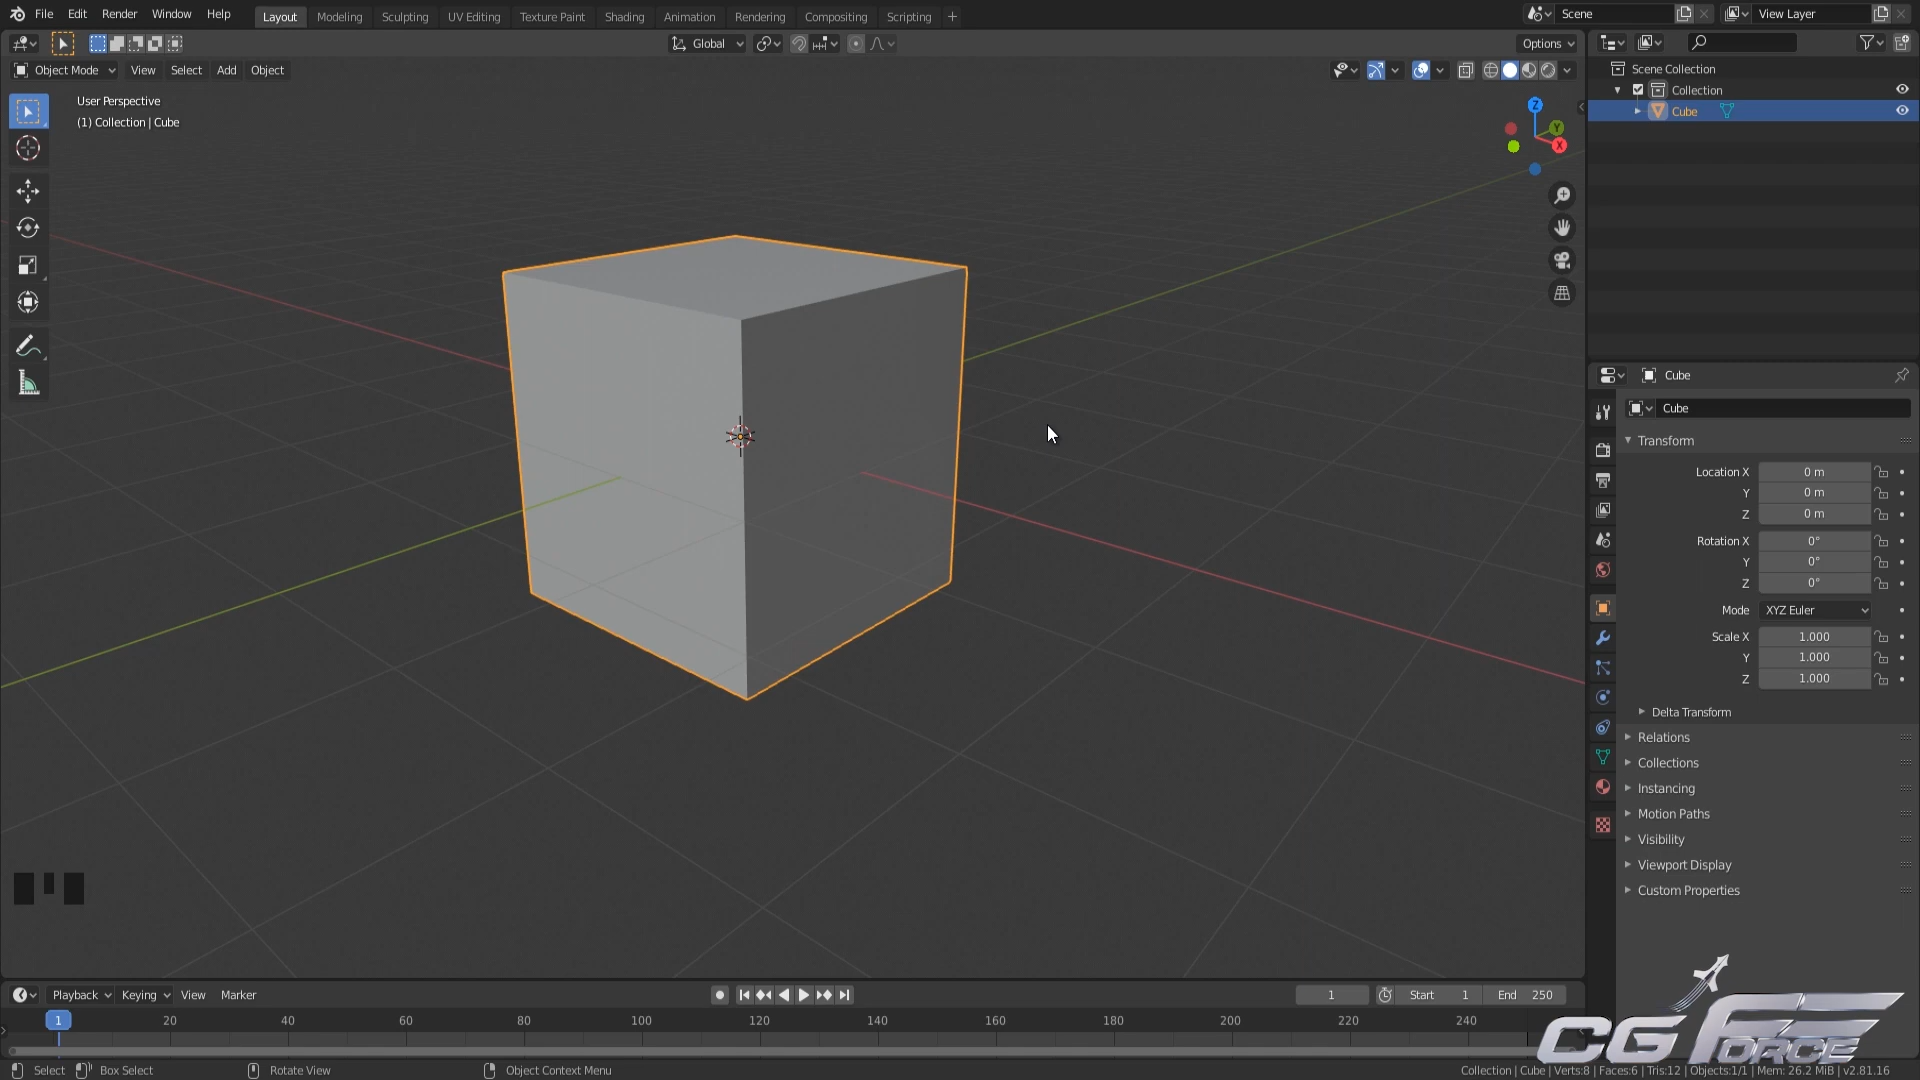 File Edit Render Window Help Layout Modeling Sculpting UV Editing Texture Paint Shading Animation Rendering Compositing Scripting + Scene View Layer
Global Options
Object Mode View Select Add Object
User Perspective
(1) Collection | Cube
Z
Y
X
Scene Collection
Collection
Cube
Cube
Cube
Transform
Location X 0 m
Y 0 m
Z 0 m
Rotation X 0°
Y 0°
Z 0°
Mode XYZ Euler
Scale X 1.000
Y 1.000
Z 1.000
Delta Transform
Relations
Collections
Instancing
Motion Paths
Visibility
Viewport Display
Custom Properties
Playback Keying View Marker 1 Start 1 End 250
1 20 40 60 80 100 120 140 160 180 200 220 240
CG FORCE
Select Box Select Rotate View Object Context Menu Collection | Cube | Verts:8 | Faces:6 | Tris:12 | Objects:1/1 | Mem: 26.2 MiB | v2.81.16